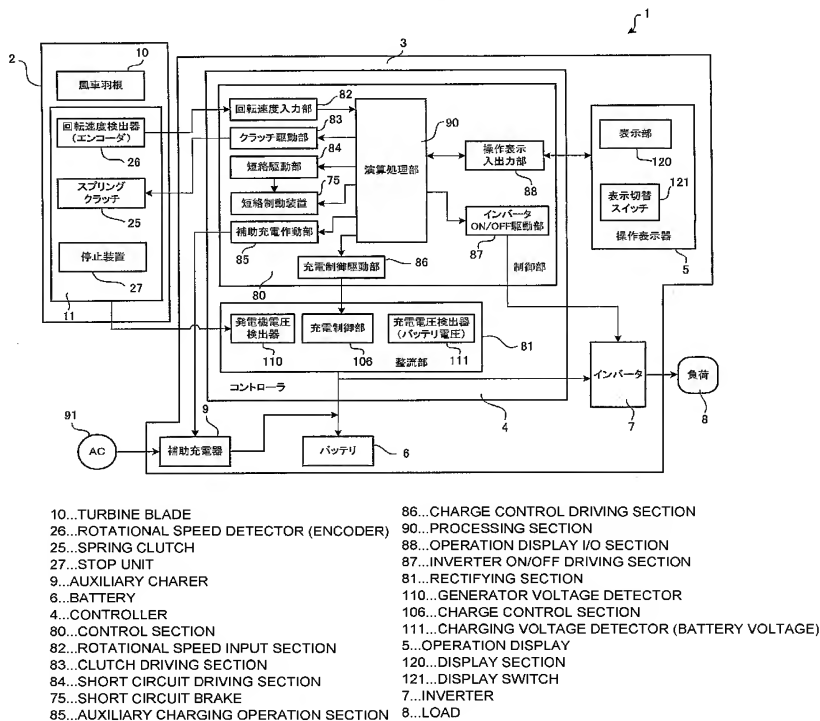 1
3
2
10
風車羽根
回転速度検出器
(エンコーダ)
26
スプリング
クラッチ
25
停止装置
27
11
回転速度入力部
82
クラッチ駆動部
83
短絡駆動部
84
短絡制動装置
75
補助充電作動部
85
90
演算処理部
操作表示
入出力部
88
インバータ
ON/OFF駆動部
87
制御部
充電制御駆動部
86
80
表示部
120
121
表示切替
スイッチ
操作表示器
5
発電機電圧
検出器
110
充電制御部
106
充電電圧検出器
(バッテリ電圧)
111
整流部
81
コントローラ
4
インバータ
7
負荷
8
91
AC
9
補助充電器
バッテリ
6
10...TURBINE BLADE
26...ROTATIONAL SPEED DETECTOR (ENCODER)
25...SPRING CLUTCH
27...STOP UNIT
9...AUXILIARY CHARER
6...BATTERY
4...CONTROLLER
80...CONTROL SECTION
82...ROTATIONAL SPEED INPUT SECTION
83...CLUTCH DRIVING SECTION
84...SHORT CIRCUIT DRIVING SECTION
75...SHORT CIRCUIT BRAKE
85...AUXILIARY CHARGING OPERATION SECTION
86...CHARGE CONTROL DRIVING SECTION
90...PROCESSING SECTION
88...OPERATION DISPLAY I/O SECTION
87...INVERTER ON/OFF DRIVING SECTION
81...RECTIFYING SECTION
110...GENERATOR VOLTAGE DETECTOR
106...CHARGE CONTROL SECTION
111...CHARGING VOLTAGE DETECTOR (BATTERY VOLTAGE)
5...OPERATION DISPLAY
120...DISPLAY SECTION
121...DISPLAY SWITCH
7...INVERTER
8...LOAD